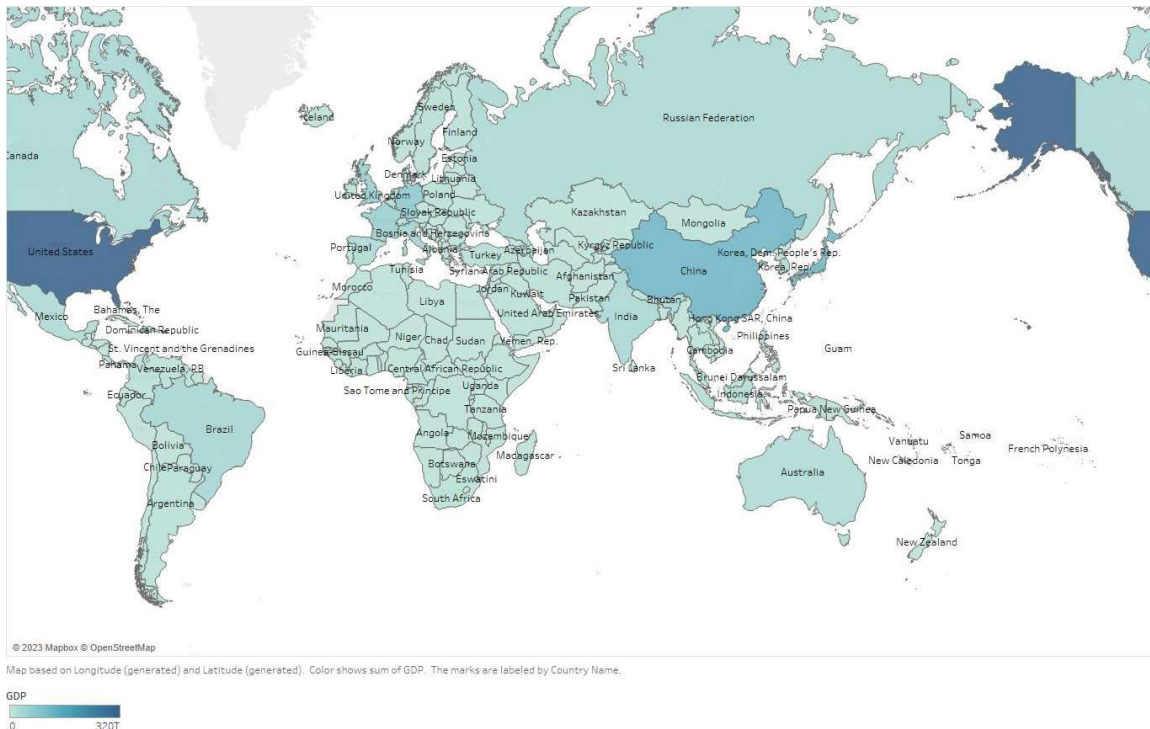 Iceland
Sweden
Finland
Russian Federation
Norway
Canada
Estonia
Denmark
Lithuania
United Kingdom
Poland
Slovak Republic
Kazakhstan
Mongolia
Bosnia and Herzegovina
United States
Portugal
Albania
Turkey
Azerbaijan
Kyrgyz Republic
Korea, Dem. People's Rep.
Korea, Rep.
China
Tunisia
Syrian Arab Republic
Afghanistan
Morocco
Jordan
Libya
Kuwait
Pakistan
Bhutan
Bahamas, The
Mexico
United Arab Emirates
India
Hong Kong SAR, China
Dominican Republic
Mauritania
Niger
Chad
Sudan
Yemen, Rep.
Philippines
Guam
St. Vincent and the Grenadines
Guinea-Bissau
Cambodia
Panama
Venezuela, RB
Liberia
Central African Republic
Sri Lanka
Brunei Darussalam
Ecuador
Sao Tome and Principe
Uganda
Indonesia
Tanzania
Papua New Guinea
Brazil
Angola
Mozambique
Samoa
Vanuatu
French Polynesia
Bolivia
Madagascar
New Caledonia
Tonga
Chile
Paraguay
Botswana
Australia
Eswatini
South Africa
Argentina
New Zealand
© 2023 Mapbox © OpenStreetMap
Map based on Longitude (generated) and Latitude (generated). Color shows sum of GDP. The marks are labeled by Country Name.
GDP
0
320T